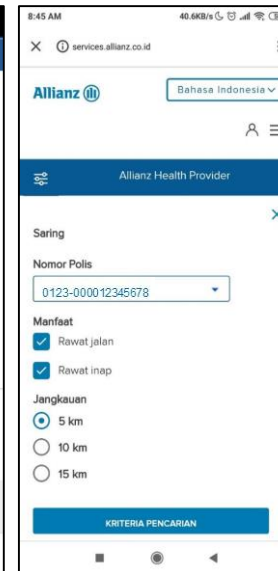 8:45 AM 40.6KB/s
services.allianz.co.id
Allianz
Bahasa Indonesia
Allianz Health Provider
Saring
Nomor Polis
0123-000012345678
Manfaat
Rawat jalan
Rawat inap
Jangkauan
5 km
10 km
15 km
KRITERIA PENCARIAN